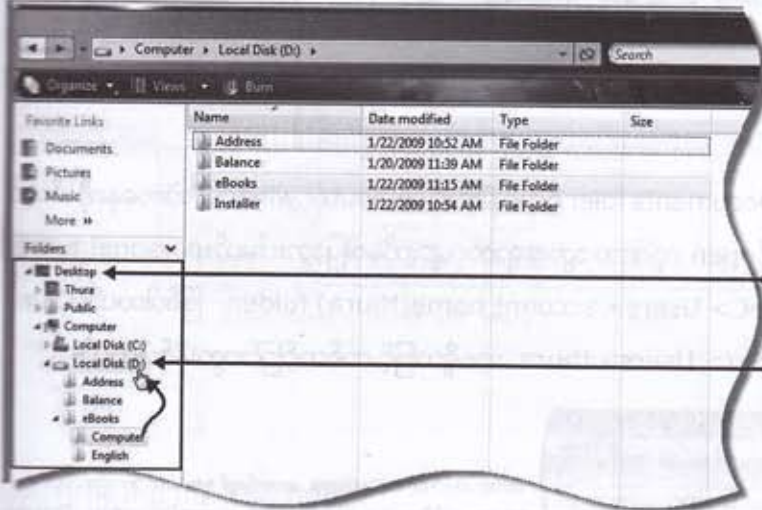 Computer ▸ Local Disk (D:) ▸ Search
Organize Views Burn
Favorite Links
Documents
Pictures
Music
More »
Name Date modified Type Size
Address 1/22/2009 10:52 AM File Folder
Balance 1/20/2009 11:39 AM File Folder
eBooks 1/22/2009 11:15 AM File Folder
Installer 1/22/2009 10:54 AM File Folder
Folders
Desktop
Thura
Public
Computer
Local Disk (C:)
Local Disk (D:)
Address
Balance
eBooks
Computer
English